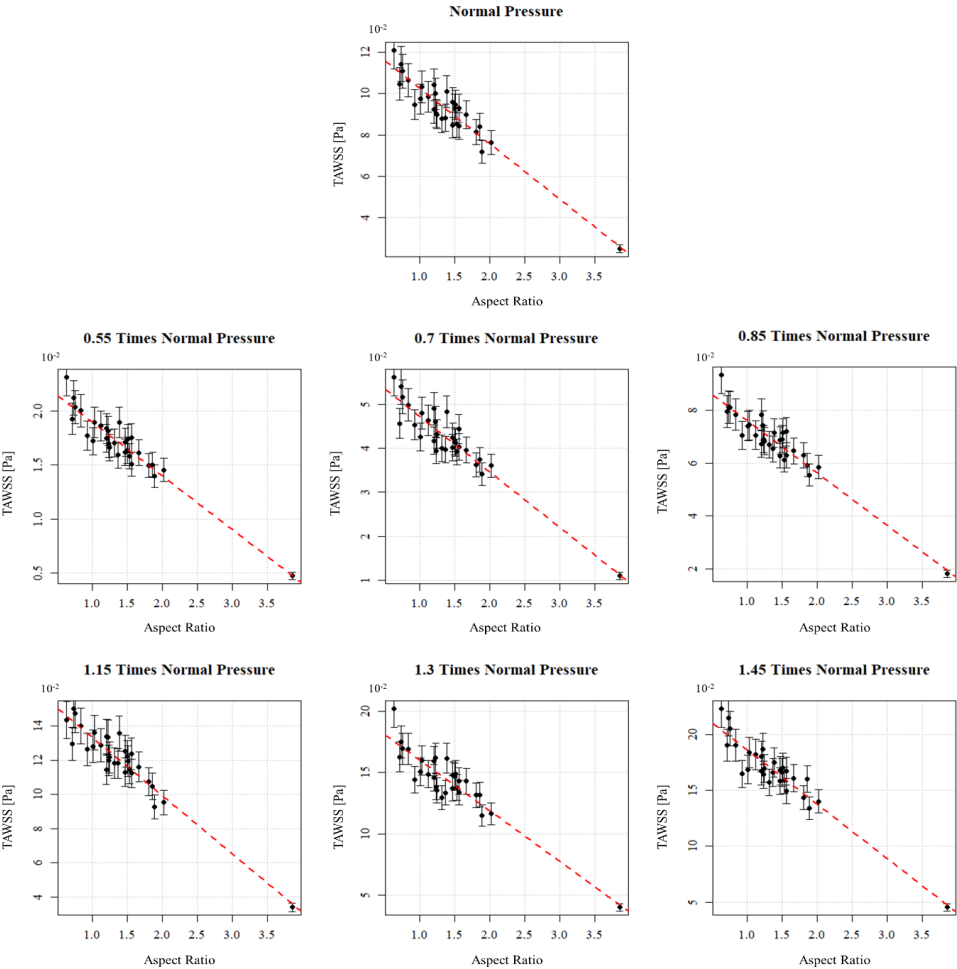 Normal Pressure
10-2
12
10
8
6
4
TAWSS [Pa]
1.0 1.5 2.0 2.5 3.0 3.5
Aspect Ratio
0.55 Times Normal Pressure
10-2
2.0
1.5
1.0
0.5
TAWSS [Pa]
1.0 1.5 2.0 2.5 3.0 3.5
Aspect Ratio
0.7 Times Normal Pressure
10-2
5
4
3
2
1
TAWSS [Pa]
1.0 1.5 2.0 2.5 3.0 3.5
Aspect Ratio
0.85 Times Normal Pressure
10-2
8
6
4
2
TAWSS [Pa]
1.0 1.5 2.0 2.5 3.0 3.5
Aspect Ratio
1.15 Times Normal Pressure
10-2
14
12
10
8
6
4
TAWSS [Pa]
1.0 1.5 2.0 2.5 3.0 3.5
Aspect Ratio
1.3 Times Normal Pressure
10-2
20
15
10
5
TAWSS [Pa]
1.0 1.5 2.0 2.5 3.0 3.5
Aspect Ratio
1.45 Times Normal Pressure
10-2
20
15
10
5
TAWSS [Pa]
1.0 1.5 2.0 2.5 3.0 3.5
Aspect Ratio